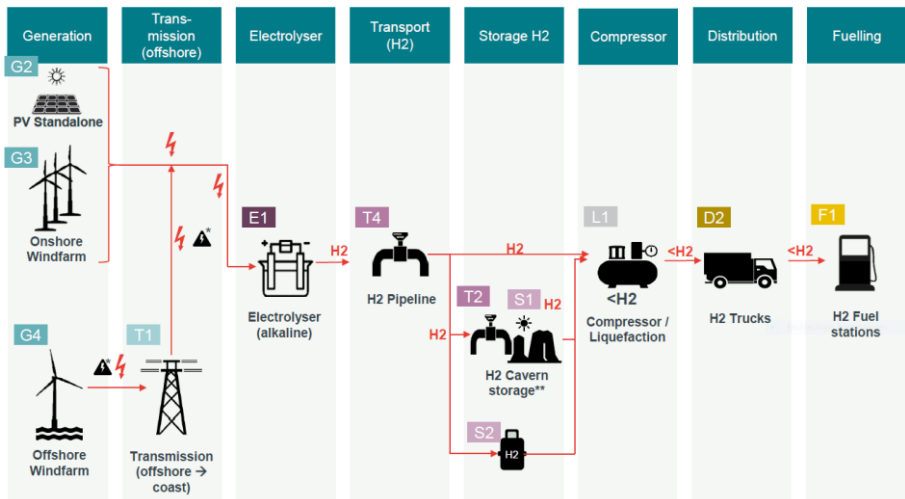 Generation
Trans-
mission
(offshore)
Electrolyser
Transport
(H2)
Storage H2
Compressor
Distribution
Fuelling
G2
PV Standalone
G3
Onshore
Windfarm
G4
Offshore
Windfarm
*
T1
Transmission
(offshore →
coast)
*
E1
Electrolyser
(alkaline)
H2
T4
H2 Pipeline
H2
H2
T2
S1
H2
H2 Cavern
storage**
S2
H2
L1
<H2
Compressor /
Liquefaction
<H2
D2
H2 Trucks
<H2
F1
H2 Fuel
stations